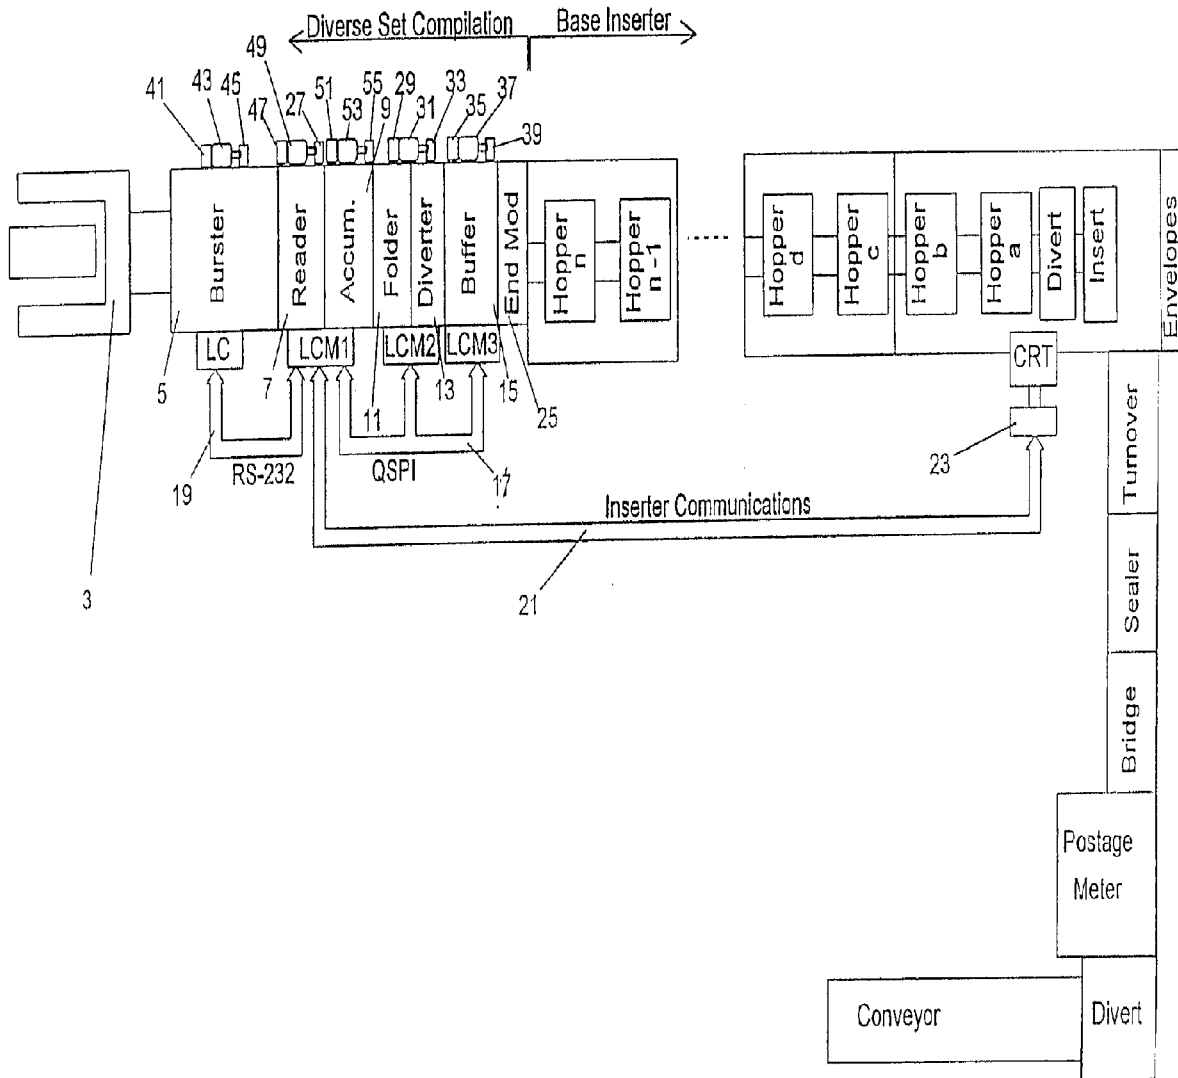 Diverse Set Compilation
Base Inserter
49
41
43
45
47
27
51
53
55
9
29
31
33
35
37
39
Burster
Reader
Accum.
Folder
Diverter
Buffer
End Mod
Hopper n
Hopper n-1
Hopper d
Hopper c
Hopper b
Hopper a
Divert
Insert
Envelopes
LC
LCM1
LCM2
LCM3
CRT
5
7
11
13
15
25
23
19
RS-232
QSPI
17
Inserter Communications
21
3
Turnover
Sealer
Bridge
Postage
Meter
Conveyor
Divert